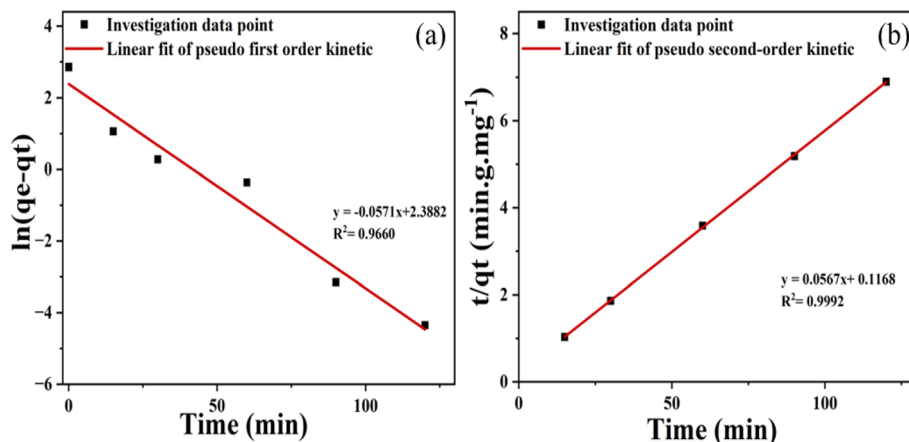 Investigation data point
Linear fit of pseudo first order kinetic
(a)
4
2
0
−2
−4
−6
ln(qe-qt)
y = -0.0571x+2.3882
R²= 0.9660
0
50
100
Time (min)
Investigation data point
Linear fit of pseudo second-order kinetic
(b)
8
6
4
2
0
t/qt (min.g.mg⁻¹)
y = 0.0567x+ 0.1168
R²= 0.9992
0
50
100
Time (min)